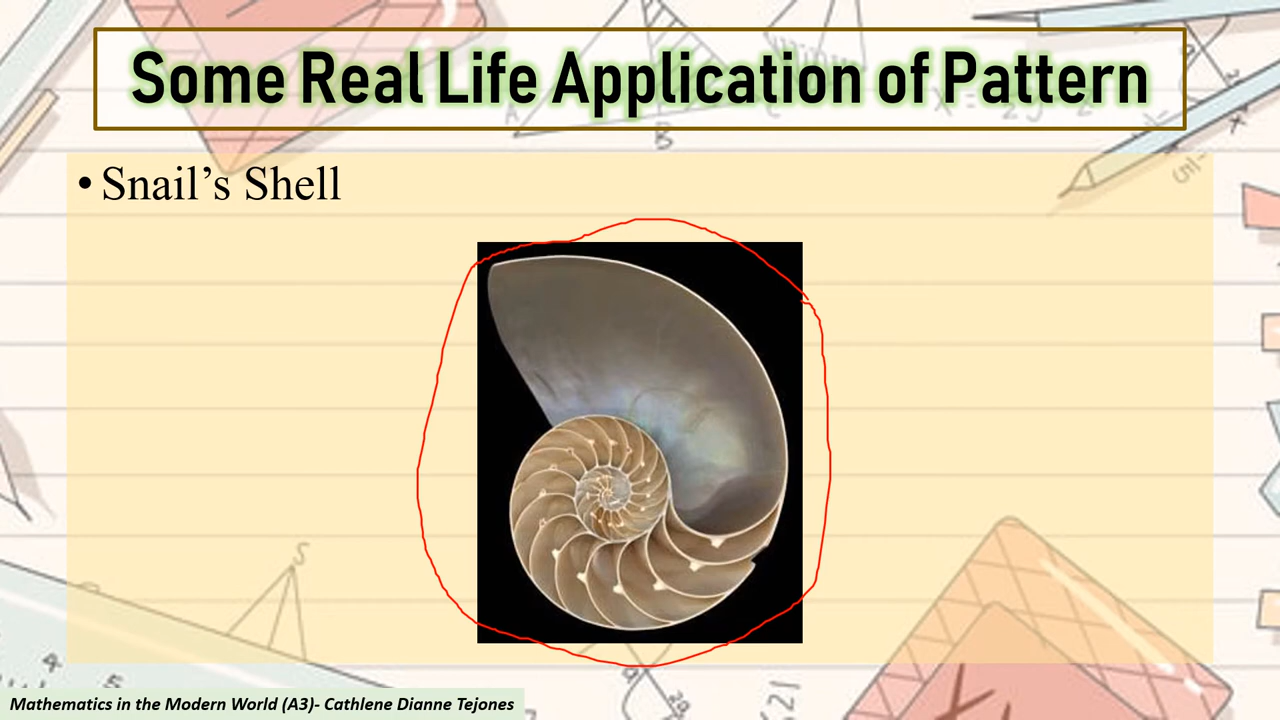 Some Real Life Application of Pattern
• Snail's Shell
Mathematics in the Modern World (A3)- Cathlene Dianne Tejones